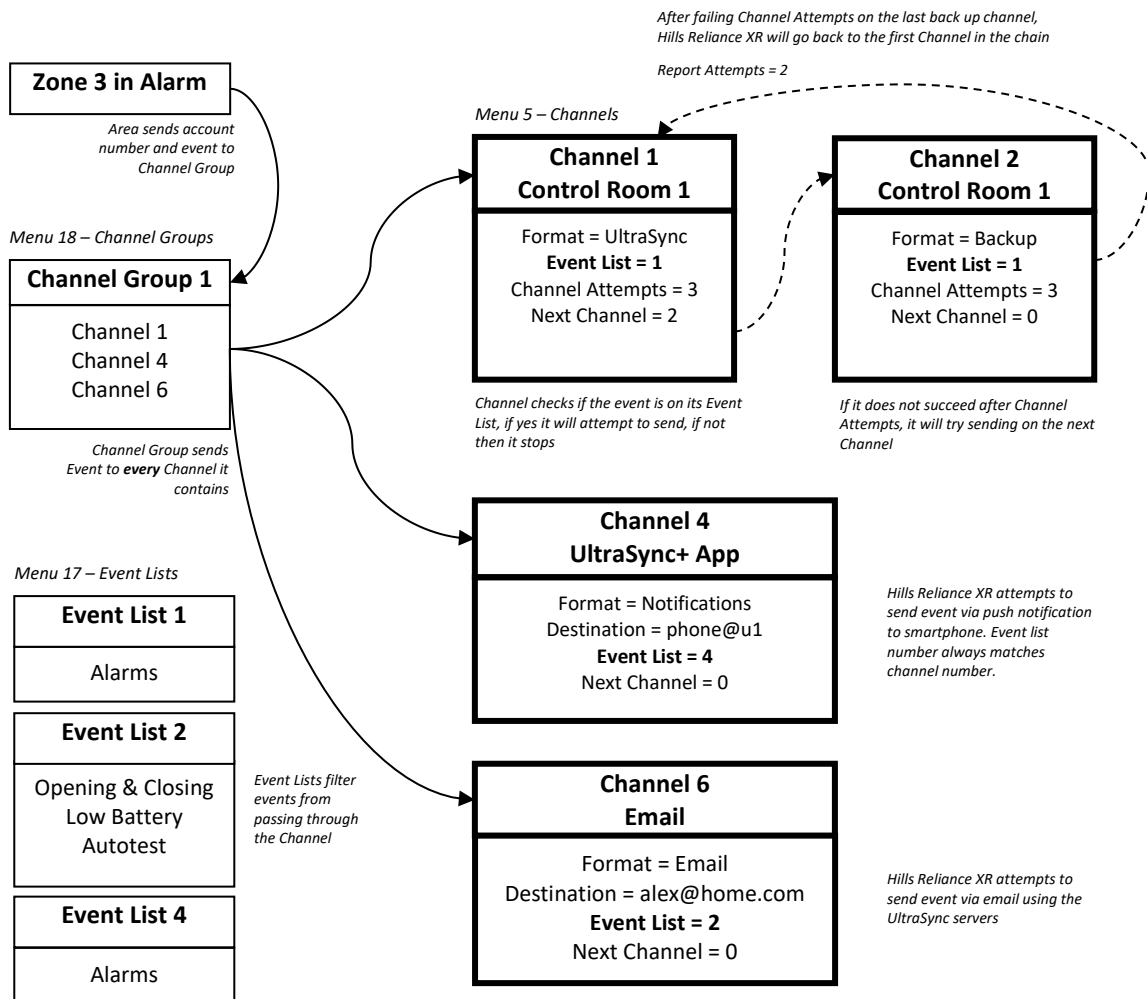 After failing Channel Attempts on the last back up channel,
Hills Reliance XR will go back to the first Channel in the chain
Report Attempts = 2
Zone 3 in Alarm
Area sends account
number and event to
Channel Group
Menu 18 – Channel Groups
Channel Group 1
Channel 1
Channel 4
Channel 6
Channel Group sends
Event to every Channel it
contains
Menu 5 – Channels
Channel 1
Control Room 1
Format = UltraSync
Event List = 1
Channel Attempts = 3
Next Channel = 2
Channel checks if the event is on its Event
List, if yes it will attempt to send, if not
then it stops
Channel 2
Control Room 1
Format = Backup
Event List = 1
Channel Attempts = 3
Next Channel = 0
If it does not succeed after Channel
Attempts, it will try sending on the next
Channel
Channel 4
UltraSync+ App
Format = Notifications
Destination = phone@u1
Event List = 4
Next Channel = 0
Hills Reliance XR attempts to
send event via push notification
to smartphone. Event list
number always matches
channel number.
Menu 17 – Event Lists
Event List 1
Alarms
Event List 2
Opening & Closing
Low Battery
Autotest
Event Lists filter
events from
passing through
the Channel
Event List 4
Alarms
Channel 6
Email
Format = Email
Destination = alex@home.com
Event List = 2
Next Channel = 0
Hills Reliance XR attempts to
send event via email using the
UltraSync servers